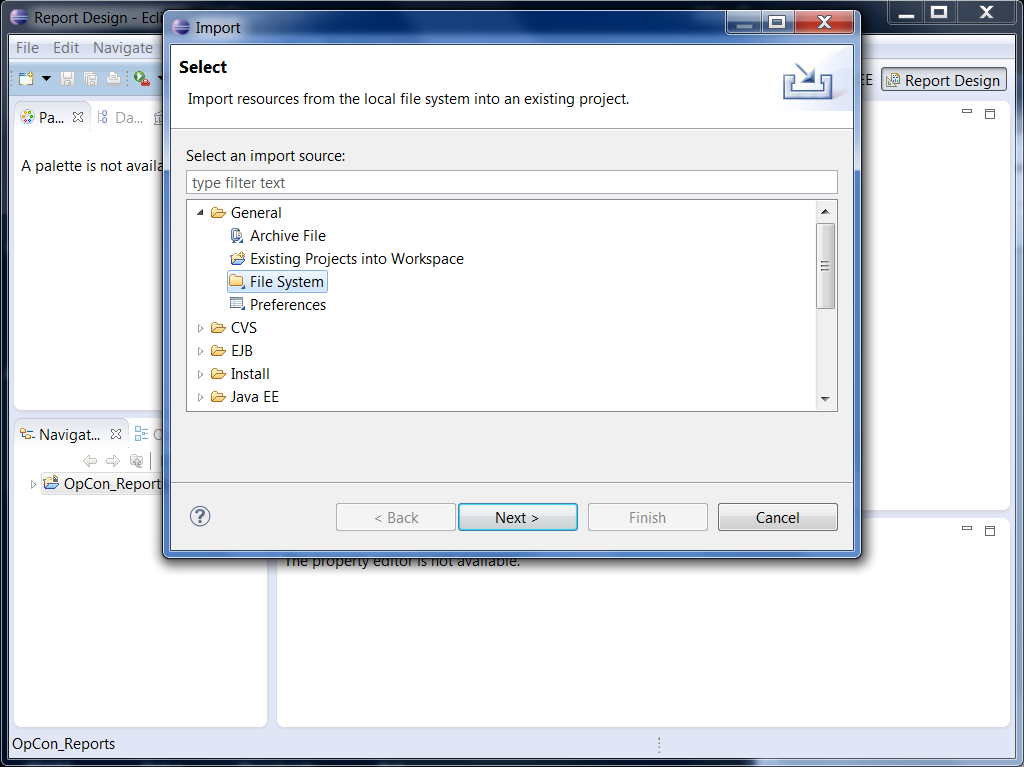 Report Design - Ecli
Import
File Edit Navigate
Select
Import resources from the local file system into an existing project.
EE
Report Design
Pa...
Da...
A palette is not availa
Select an import source:
type filter text
General
Archive File
Existing Projects into Workspace
File System
Preferences
CVS
EJB
Install
Java EE
Navigat...
OpCon_Report
< Back
Next >
Finish
Cancel
The property editor is not available.
OpCon_Reports